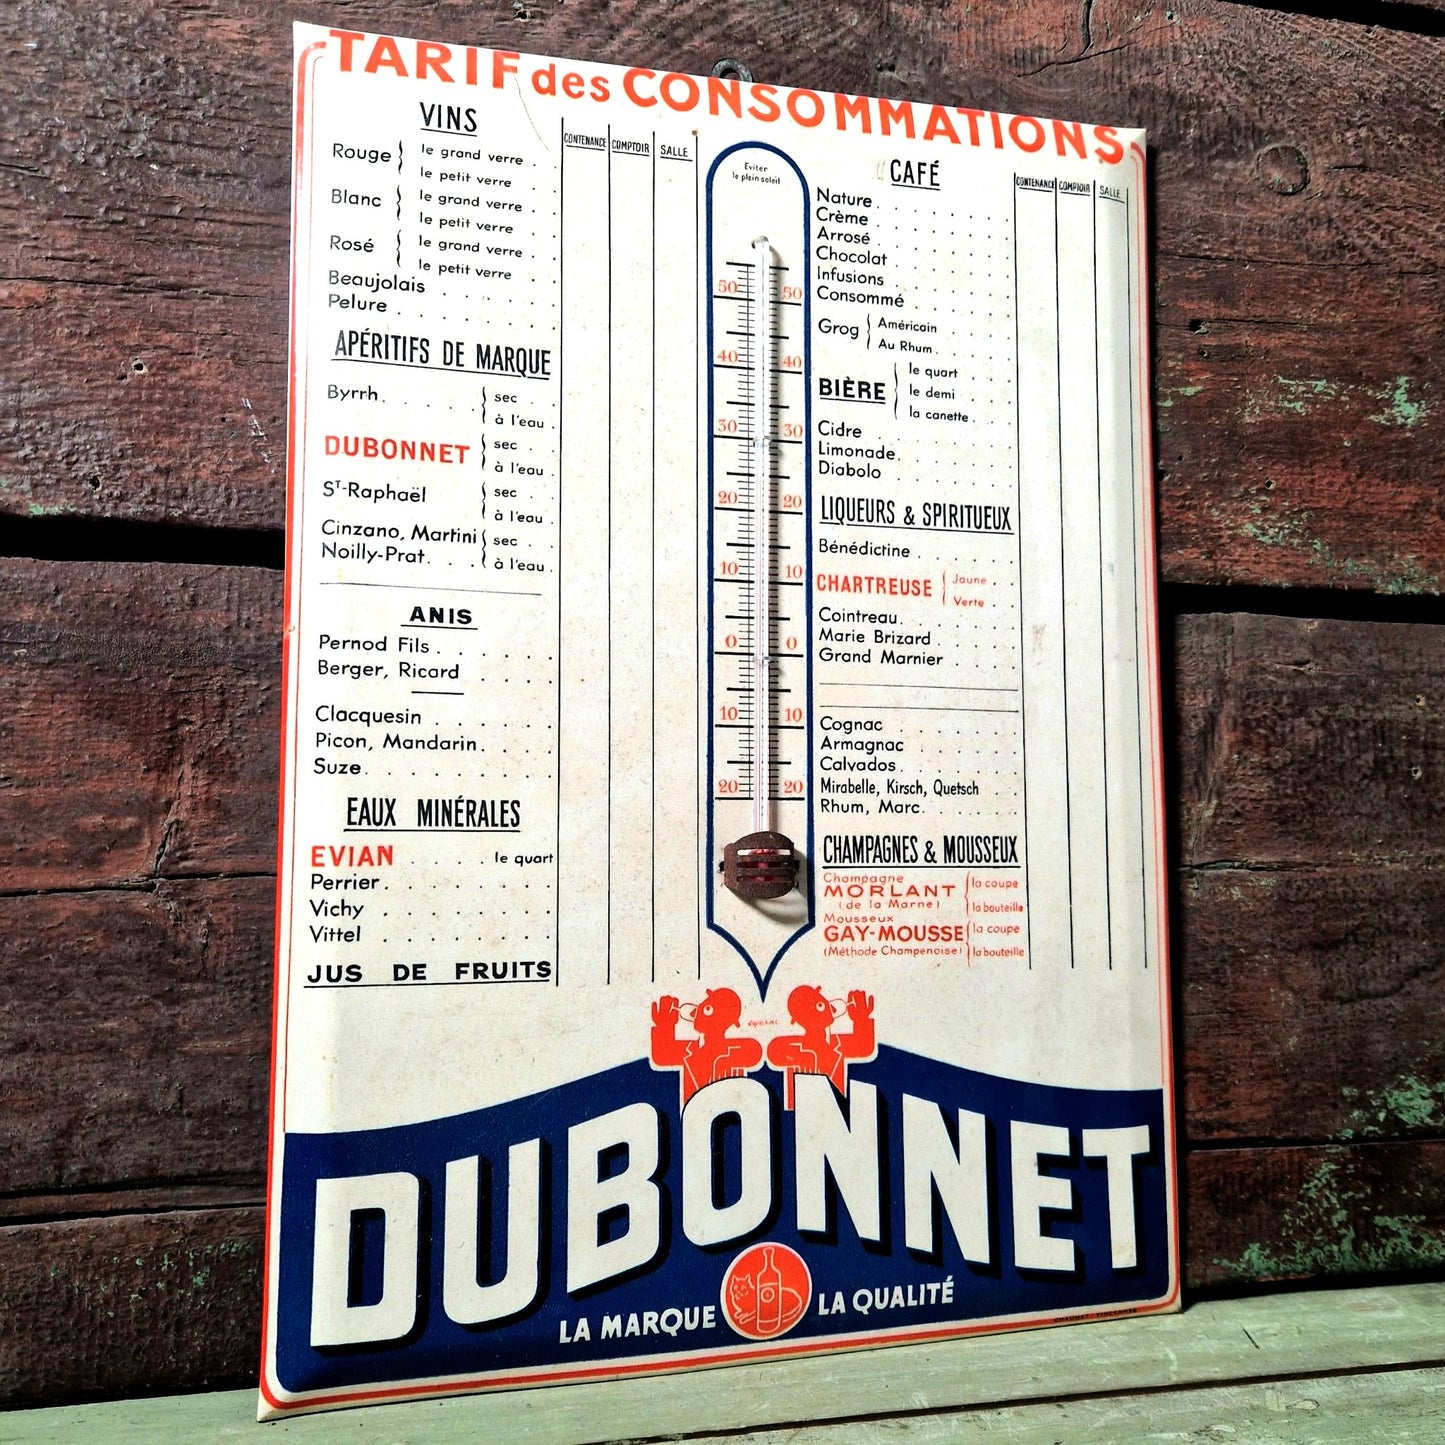 TARIF des CONSOMMATIONS
VINS
CONTENANCE COMPTOIR SALLE
Rouge le grand verre
le petit verre
Blanc le grand verre
le petit verre
Rosé le grand verre
le petit verre
Beaujolais
Pelure
APÉRITIFS DE MARQUE
Byrrh sec
à l'eau
DUBONNET sec
à l'eau
ST-Raphaël sec
à l'eau
Cinzano, Martini sec
Noilly-Prat à l'eau
ANIS
Pernod Fils
Berger, Ricard
Clacquesin
Picon, Mandarin
Suze
EAUX MINÉRALES
EVIAN le quart
Perrier
Vichy
Vittel
JUS DE FRUITS
Eviter
le plein soleil
50 50
40 40
30 30
20 20
10 10
0 0
10 10
20 20
CAFÉ
CONTENANCE COMPTOIR SALLE
Nature
Crème
Arrosé
Chocolat
Infusions
Consommé
Grog Américain
Au Rhum
BIÈRE le quart
le demi
la canette
Cidre
Limonade
Diabolo
LIQUEURS & SPIRITUEUX
Bénédictine
CHARTREUSE Jaune
Verte
Cointreau
Marie Brizard
Grand Marnier
Cognac
Armagnac
Calvados
Mirabelle, Kirsch, Quetsch
Rhum, Marc
CHAMPAGNES & MOUSSEUX
Champagne
MORLANT la coupe
(de la Marne) la bouteille
Mousseux
GAY-MOUSSE la coupe
(Méthode Champenoise) la bouteille
DUBONNET
LA MARQUE LA QUALITÉ
CHAUMET - VINCENNES